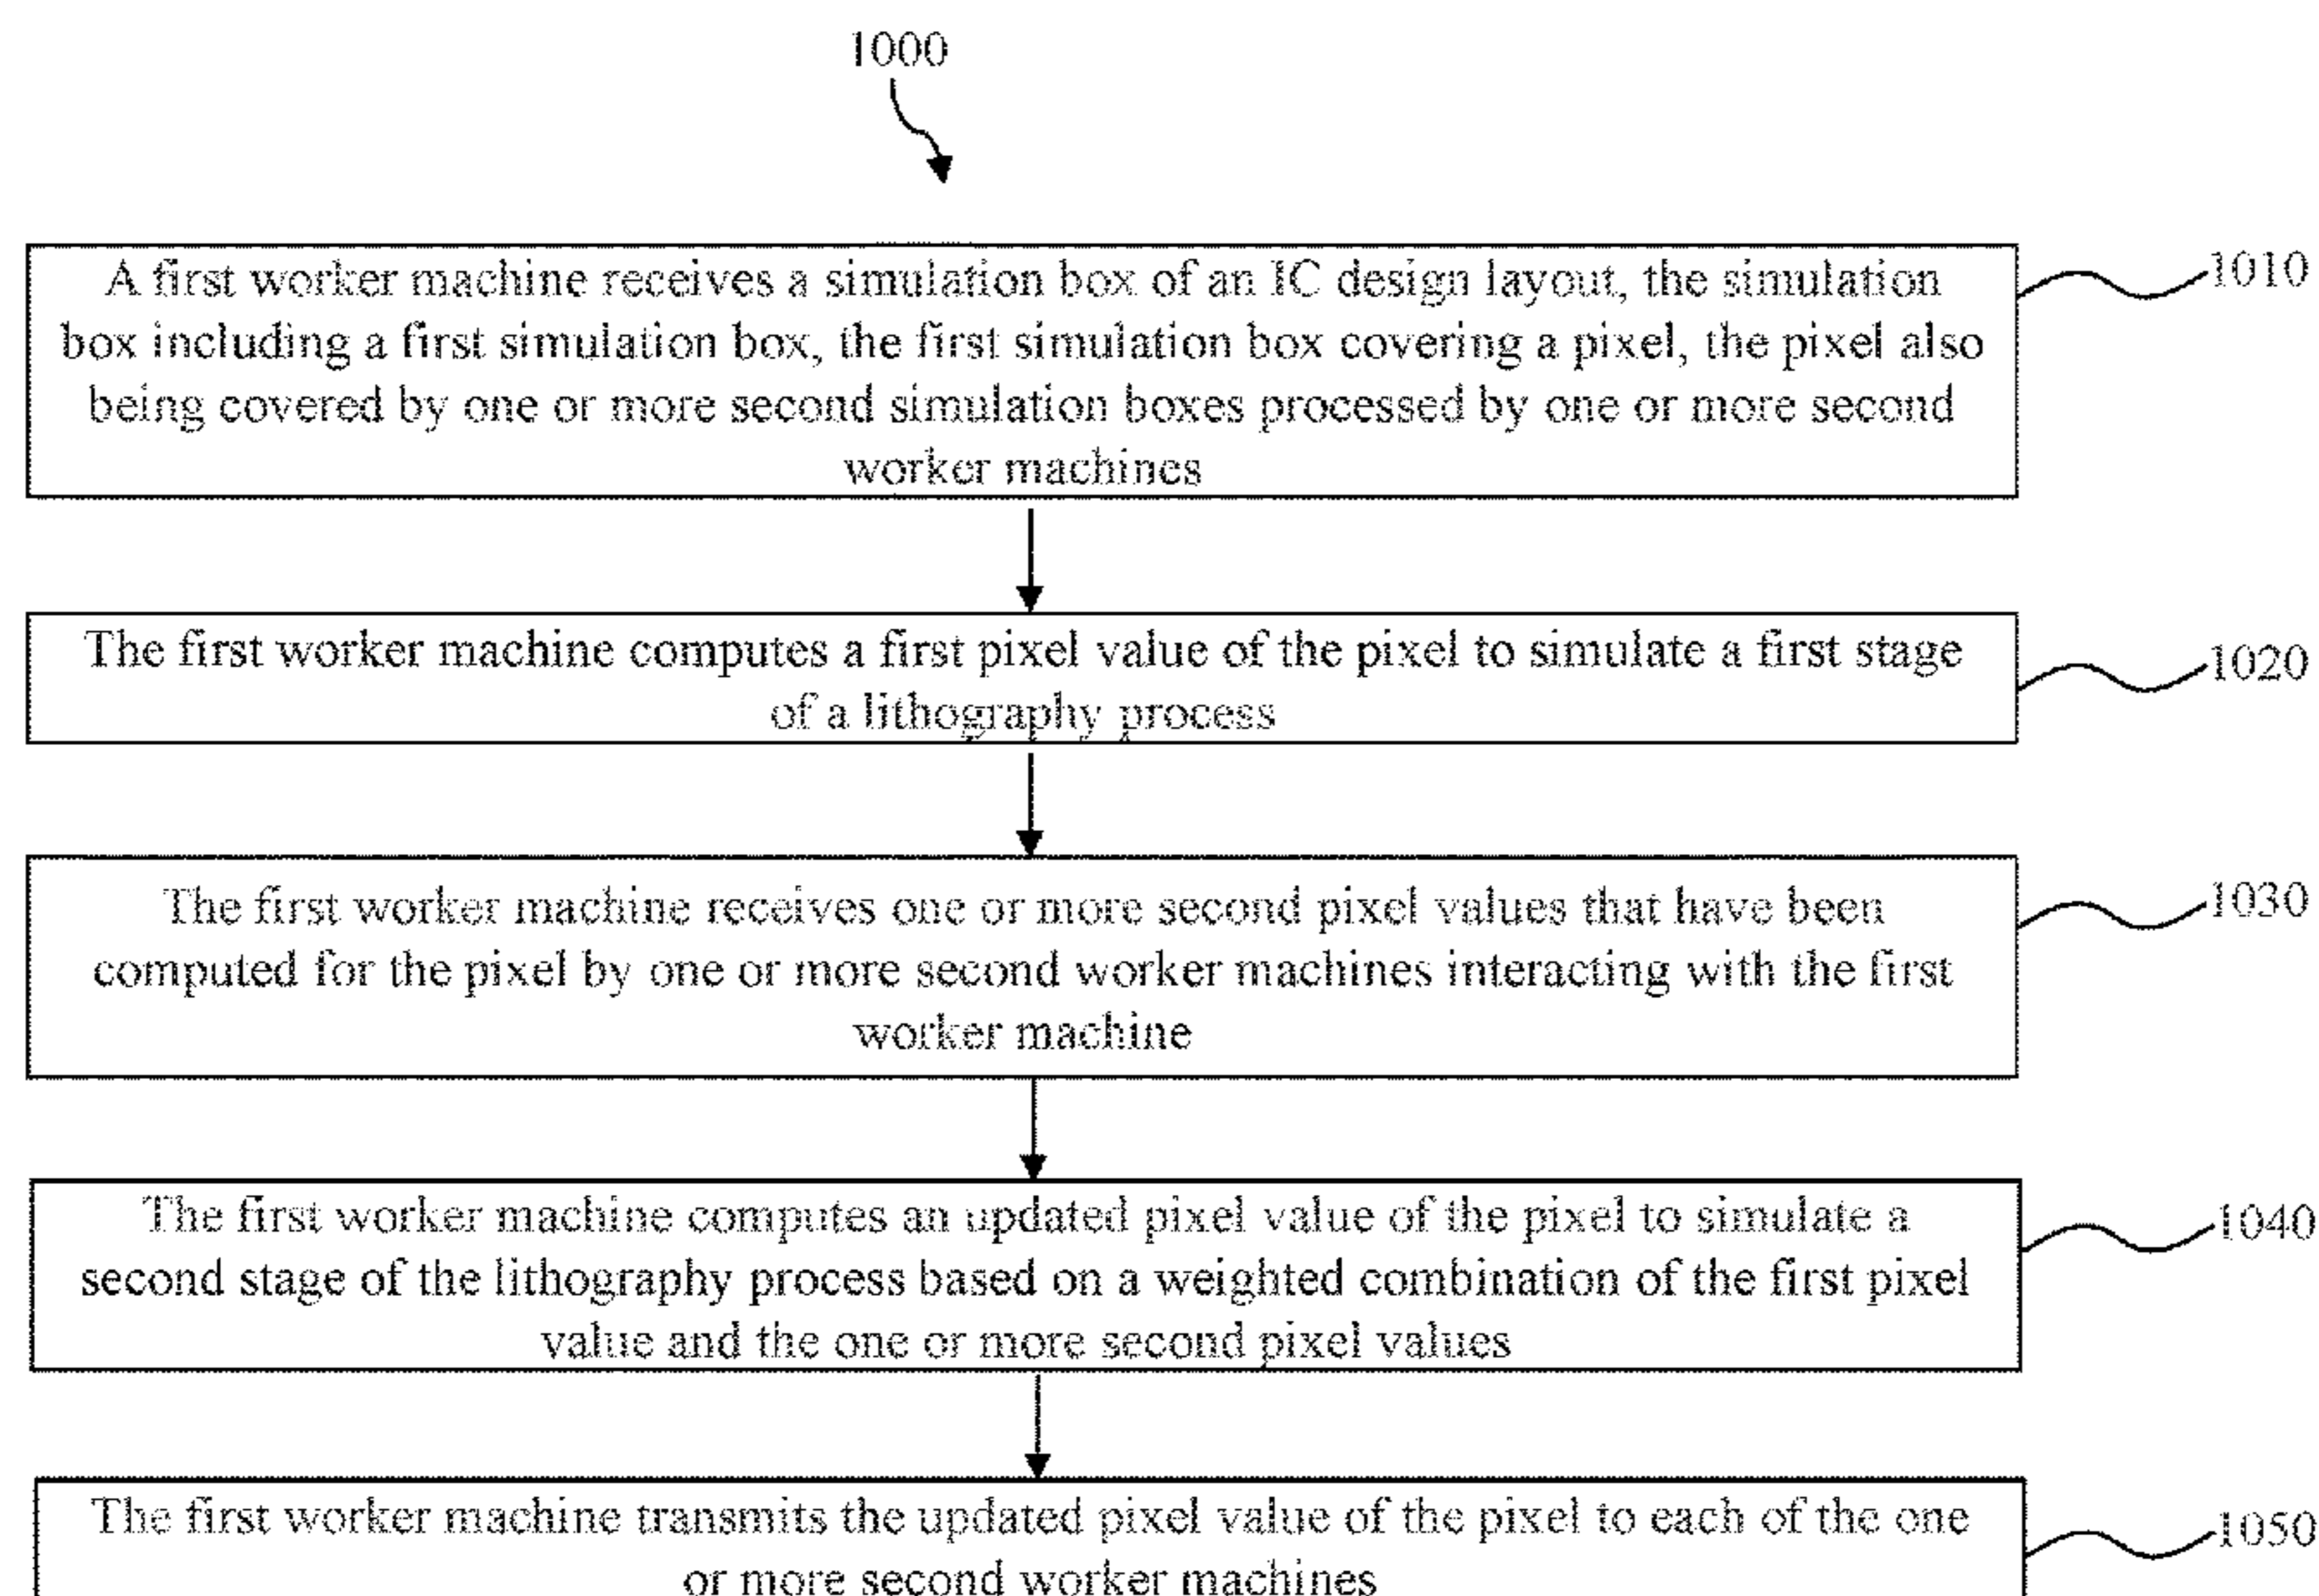 1000
A first worker machine receives a simulation box of an IC design layout, the simulation
1010
box including a first simulation box, the first simulation box covering a pixel, the pixel also
being covered by one or more second simulation boxes processed by one or more second
worker machines
The first worker machine computes a first pixel value of the pixel to simulate a first stage
1020
of a lithography process
The first worker machine receives one or more second pixel values that have been
1030
computed for the pixel by one or more second worker machines interacting with the first
worker machine
The first worker machine computes an updated pixel value of the pixel to simulate a
1040
second stage of the lithography process based on a weighted combination of the first pixel
value and the one or more second pixel values
The first worker machine transmits the updated pixel value of the pixel to each of the one
1050
or more second worker machines